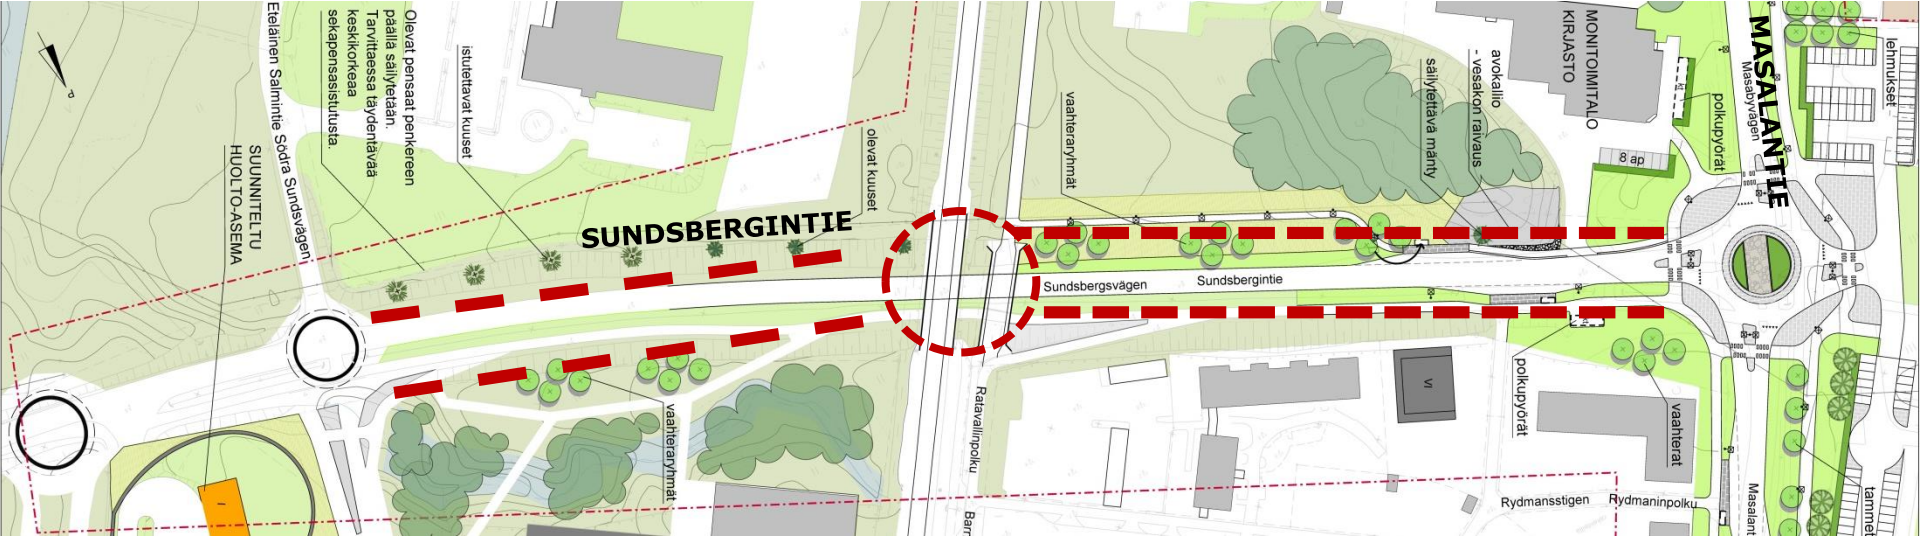 Eteläinen Salmintie Södra Sundsvägen
Olevat pensaat penkereen
päällä säilytetään.
Tarvittaessa täydentävää
keskikorkeaa
sekapensasistutusta.
istutettavat kuuset
SUUNNITELTU
HUOLTO-ASEMA
SUNDSBERGINTIE
olevat kuuset
vaahteraryhmät
vaahteraryhmät
Sundsbergsvägen
Sundsbergintie
Ratavallinpolku
säilytettävä mänty
avokallio
- vesakon raivaus
MONITOIMITALO
KIRJASTO
8 ap
polkupyörät
MASALANTIE
Masabyvägen
lehmukset
polkupyörät
vaahterat
VI
I
Rydmansstigen
Rydmaninpolku
Masalant
tammet